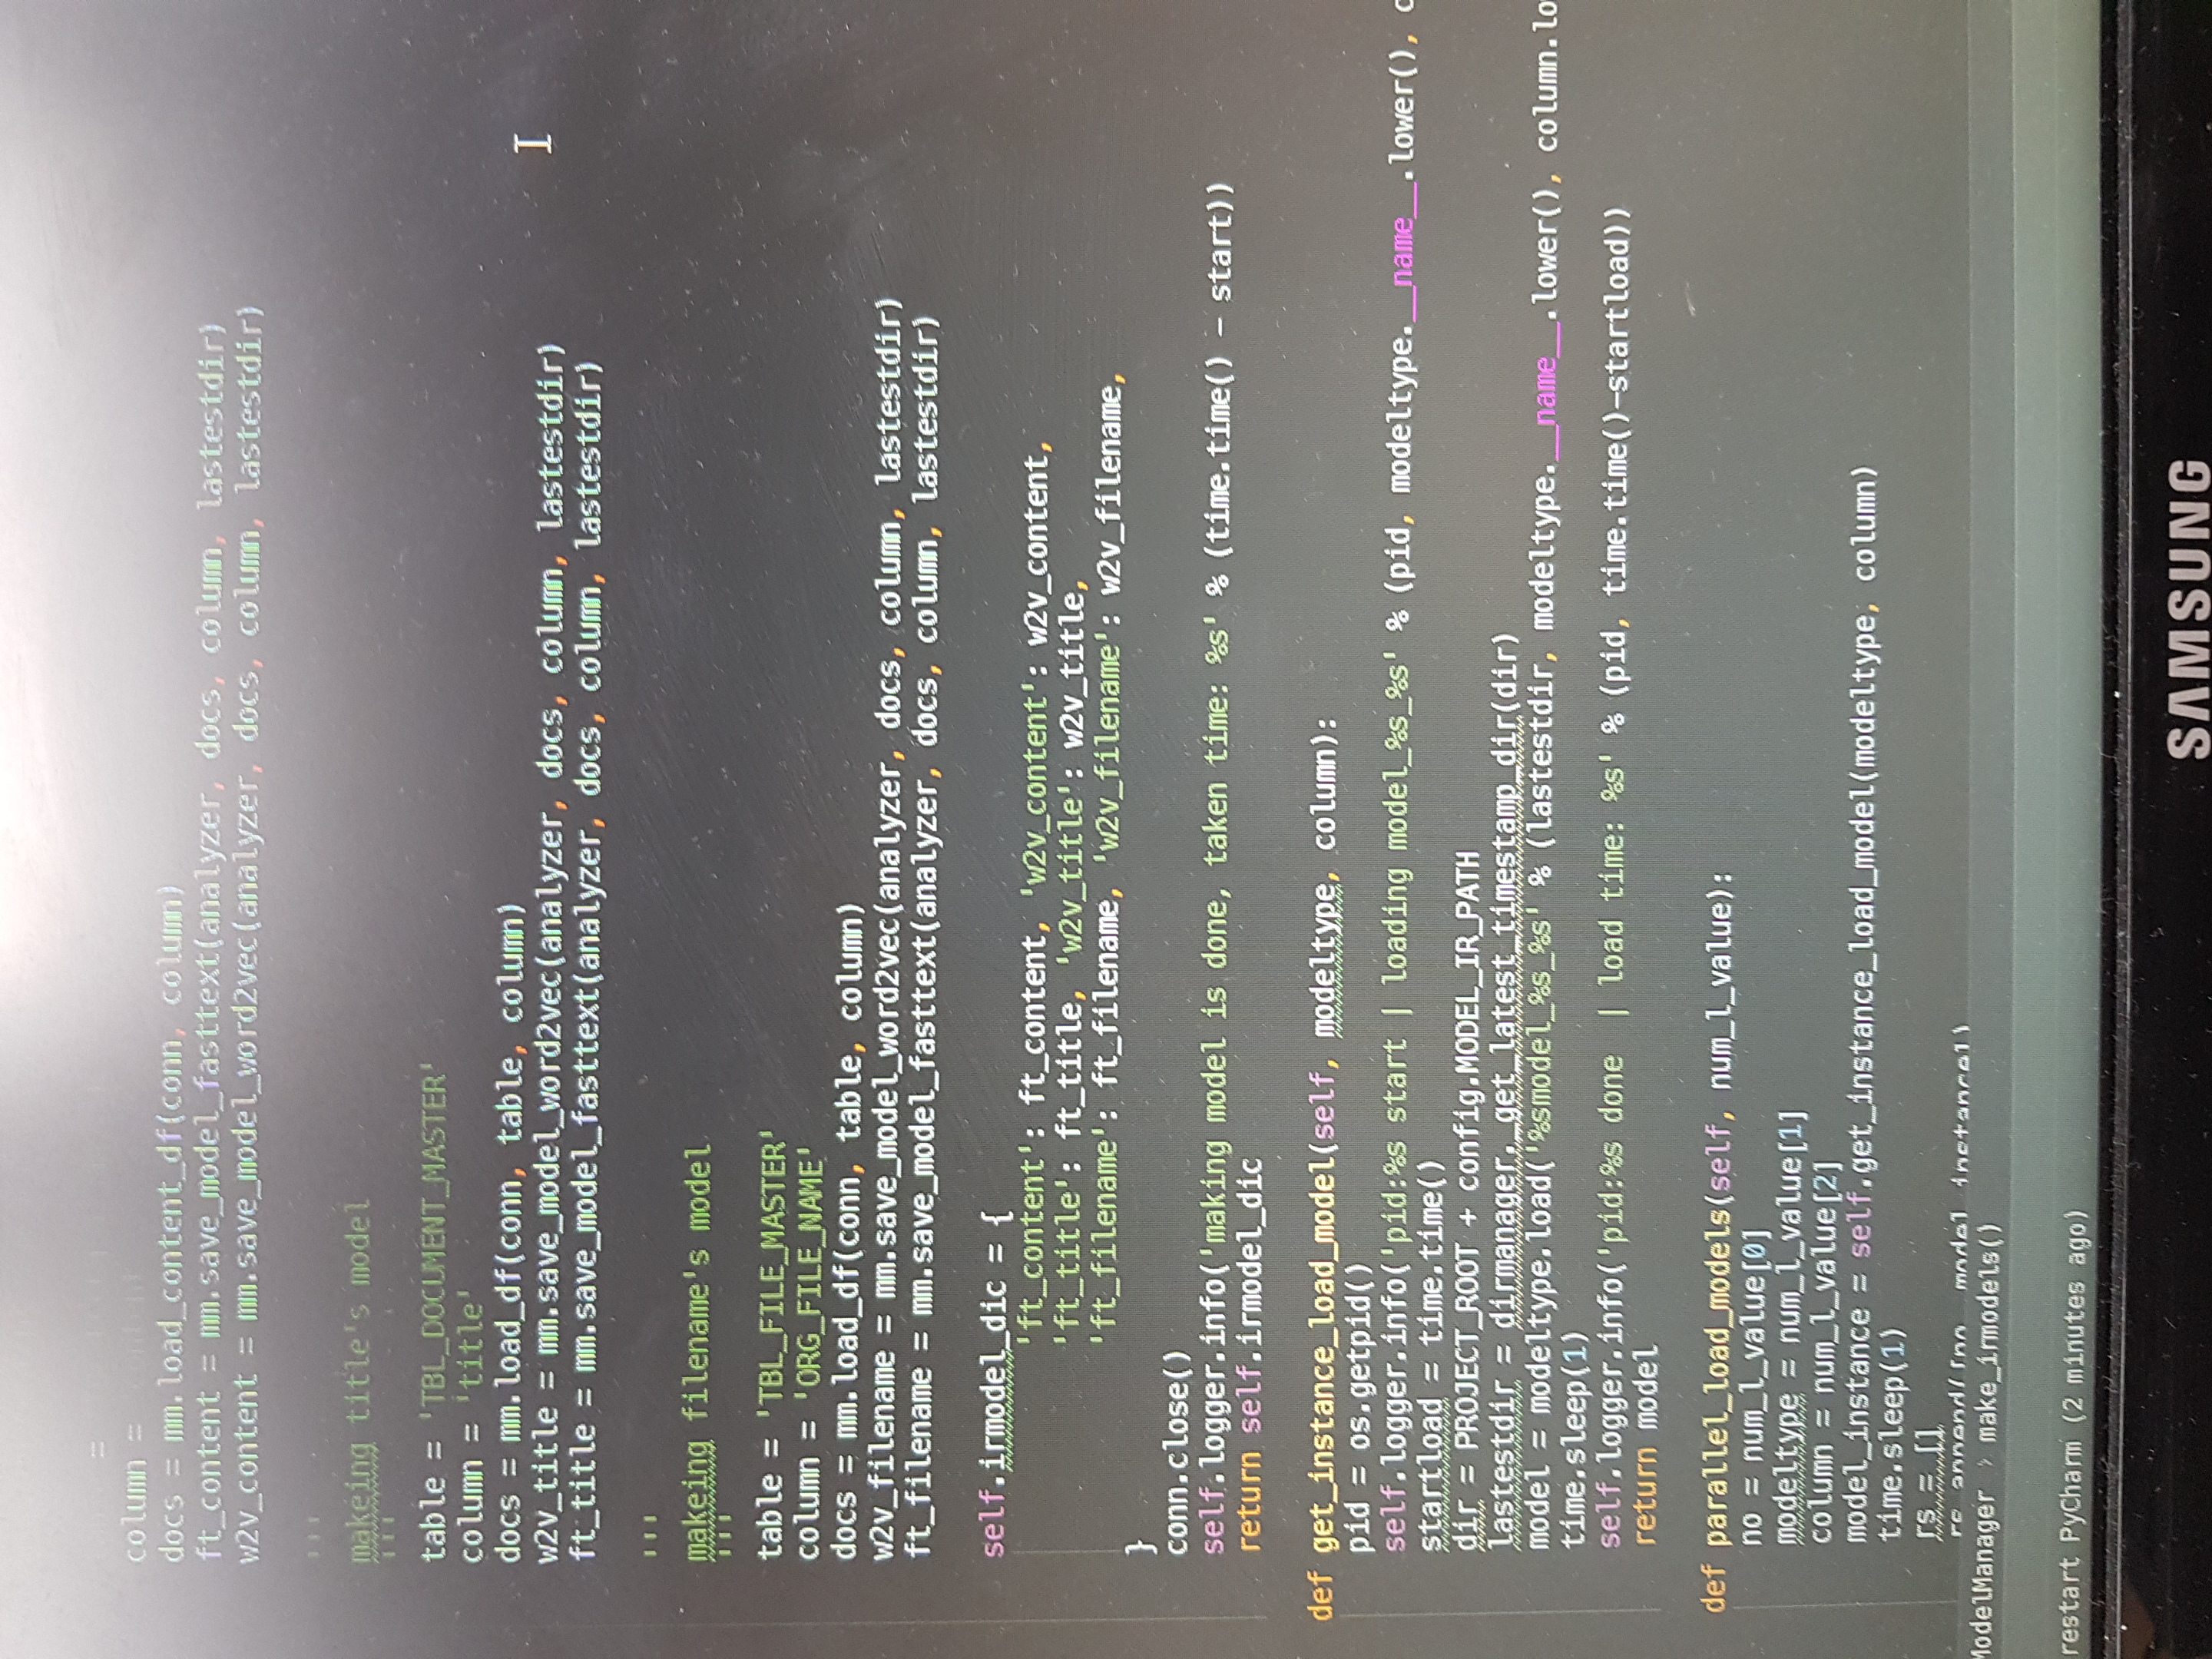 =
column =
docs = mm.load_content_df(conn, column)
ft_content = mm.save_model_fasttext(analyzer, docs, column, lastestdir)
w2v_content = mm.save_model_word2vec(analyzer, docs, column, lastestdir)
'''
makeing title's model
'''
table = 'TBL_DOCUMENT_MASTER'
column = 'title'
docs = mm.load_df(conn, table, column)
w2v_title = mm.save_model_word2vec(analyzer, docs, column, lastestdir)
ft_title = mm.save_model_fasttext(analyzer, docs, column, lastestdir)
'''
makeing filename's model
'''
table = 'TBL_FILE_MASTER'
column = 'ORG_FILE_NAME'
docs = mm.load_df(conn, table, column)
w2v_filename = mm.save_model_word2vec(analyzer, docs, column, lastestdir)
ft_filename = mm.save_model_fasttext(analyzer, docs, column, lastestdir)
self.irmodel_dic = {
'ft_content': ft_content, 'w2v_content': w2v_content,
'ft_title': ft_title, 'w2v_title': w2v_title,
'ft_filename': ft_filename, 'w2v_filename': w2v_filename,
}
conn.close()
self.logger.info('making model is done, taken time: %s' % (time.time() - start))
return self.irmodel_dic
def get_instance_load_model(self, modeltype, column):
pid = os.getpid()
self.logger.info('pid:%s start | loading model_%s_%s' % (pid, modeltype.__name__.lower(), c
startload = time.time()
dir = PROJECT_ROOT + config.MODEL_IR_PATH
lastestdir = dirmanager._get_latest_timestamp_dir(dir)
model = modeltype.load('%smodel_%s_%s' % (lastestdir, modeltype.__name__.lower(), column.lo
time.sleep(1)
self.logger.info('pid:%s done  | load time: %s' % (pid, time.time()-startload))
return model
def parallel_load_models(self, num_l_value):
no = num_l_value[0]
modeltype = num_l_value[1]
column = num_l_value[2]
model_instance = self.get_instance_load_model(modeltype, column)
time.sleep(1)
rs = []
rs.append([no, model_instance])
ModelManager › make_irmodels()
restart PyCharm (2 minutes ago)
SAMSUNG